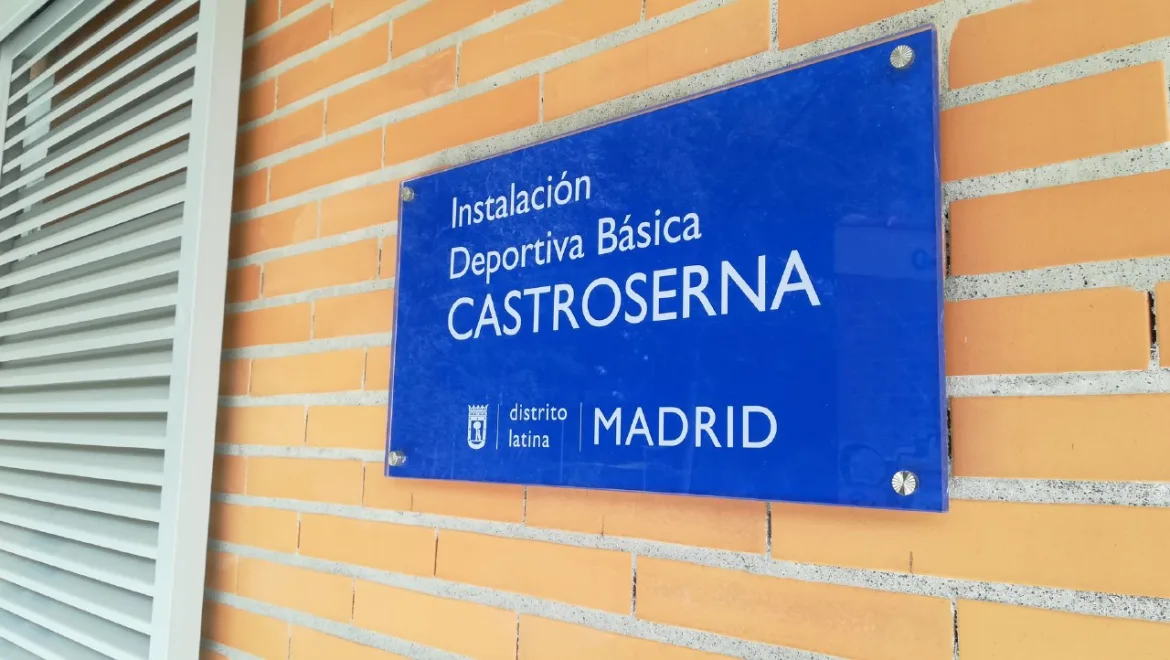 Instalación
Deportiva Básica
CASTROSERNA
distrito
latina
MADRID